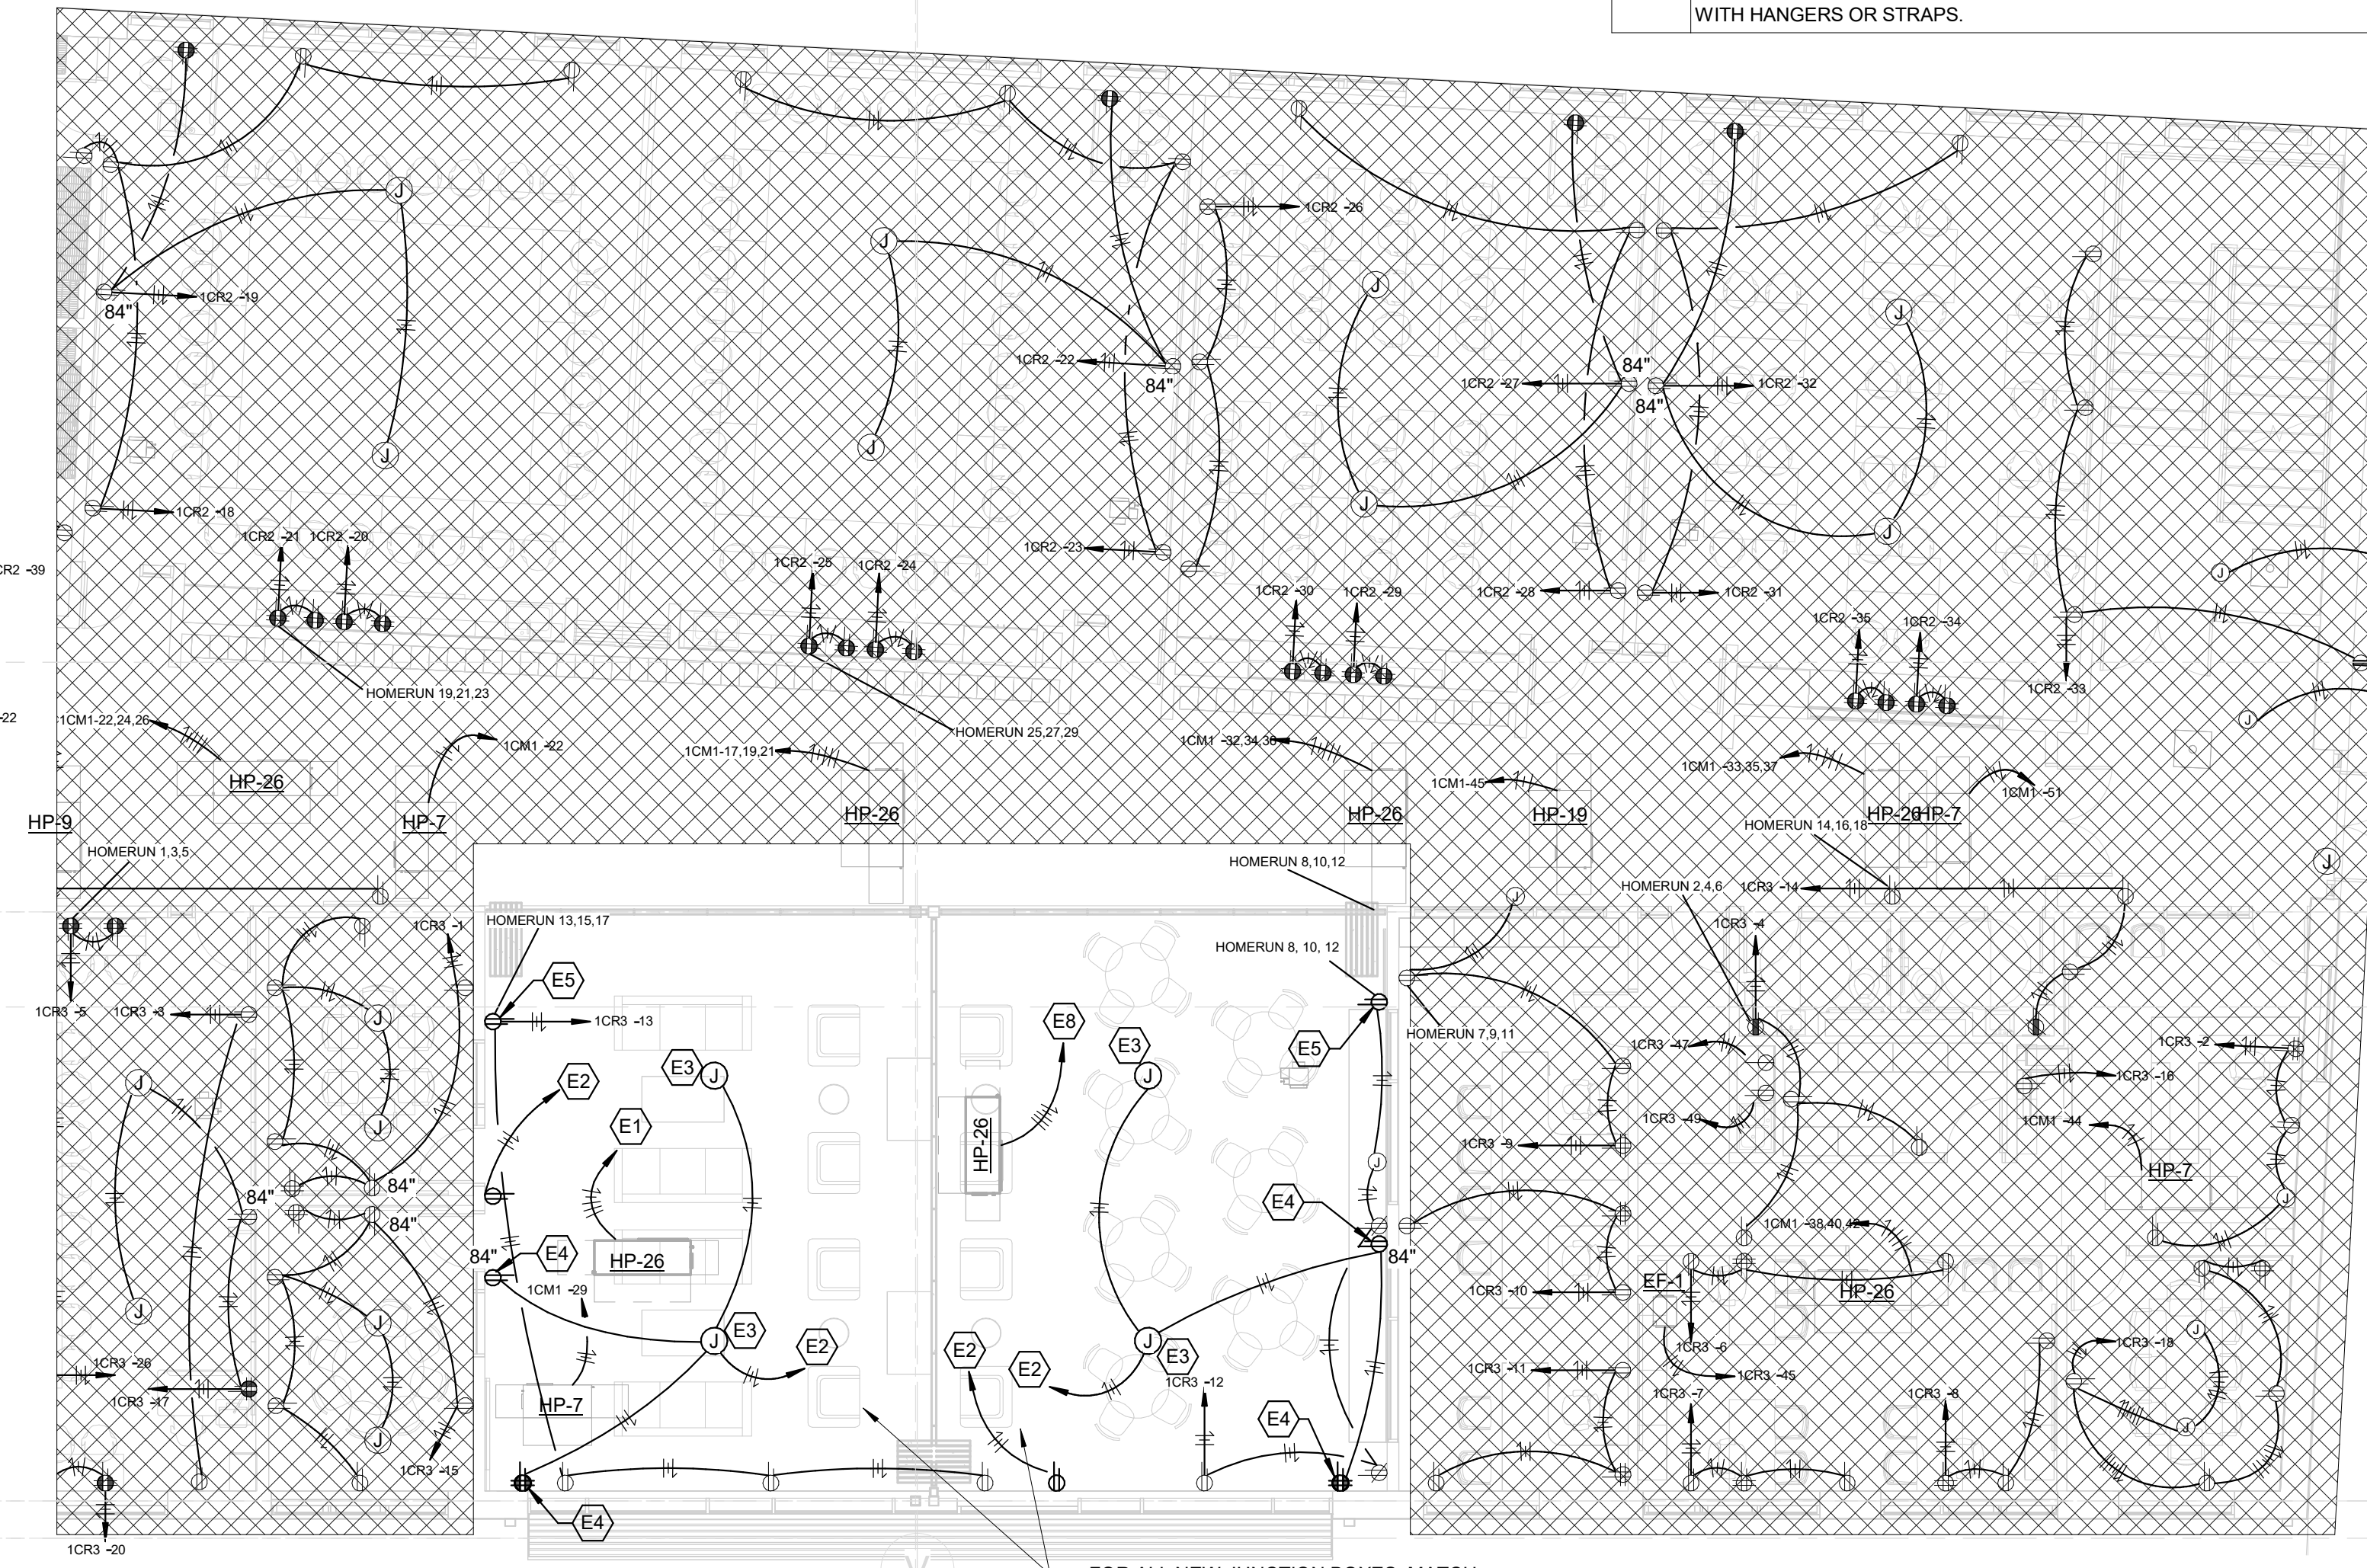 WITH HANGERS OR STRAPS.
1CR2 -26
1CR2 -19
84"
1CR2 -22
84"
1CR2 -27
84"
84"
1CR2 -32
1CR2 -18
1CR2 -21
1CR2 -20
1CR2 -25
1CR2 -24
1CR2 -23
1CR2 -30
1CR2 -29
1CR2 -28
1CR2 -31
1CR2 -35
1CR2 -34
CR2 -39
1CR2 -33
HOMERUN 19,21,23
HOMERUN 25,27,29
-22
1CM1-22,24,26
1CM1 -22
1CM1-17,19,21
1CM1 -32,34,36
1CM1-45
1CM1 -33,35,37
1CM1 -51
HP-26
HP-9
HP-7
HP-26
HP-26
HP-19
HP-26
HP-7
HOMERUN 1,3,5
HOMERUN 8,10,12
HOMERUN 14,16,18
HOMERUN 2,4,6
1CR3 -14
1CR3 -1
HOMERUN 13,15,17
HOMERUN 8, 10, 12
1CR3 -4
E5
1CR3 -5
1CR3 -3
1CR3 -13
E8
E3
E5
HOMERUN 7,9,11
1CR3 -47
1CR3 -2
E2
E3
J
J
1CR3 -16
E1
1CR3 -49
1CM1 -44
HP-26
1CR3 -9
HP-7
84"
84"
84"
E4
1CM1 -38,40,42
84"
E4
HP-26
84"
EF-1
HP-26
1CM1 -29
1CR3 -10
J
E3
E2
E2
E2
J
E3
1CR3 -6
1CR3 -18
1CR3 -26
1CR3 -17
1CR3 -12
1CR3 -11
1CR3 -45
HP-7
E4
1CR3 -7
1CR3 -8
1CR3 -15
E4
1CR3 -20
FOR ALL NEW JUNCTION BOXES, MATCH